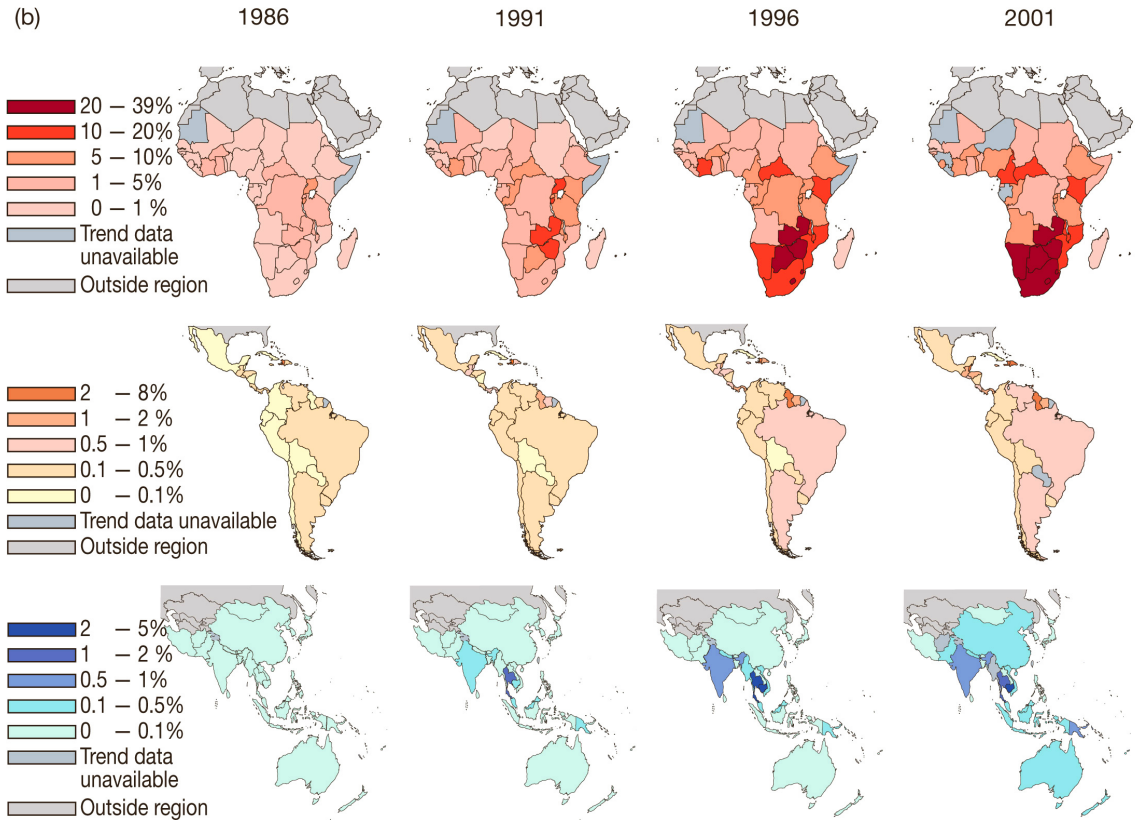 (b) 1986 1991 1996 2001
20 – 39%
10 – 20%
5 – 10%
1 – 5%
0 – 1 %
Trend data
unavailable
Outside region
2 – 8%
1 – 2 %
0.5 – 1%
0.1 – 0.5%
0 – 0.1%
Trend data unavailable
Outside region
2 – 5%
1 – 2 %
0.5 – 1%
0.1 – 0.5%
0 – 0.1%
Trend data
unavailable
Outside region